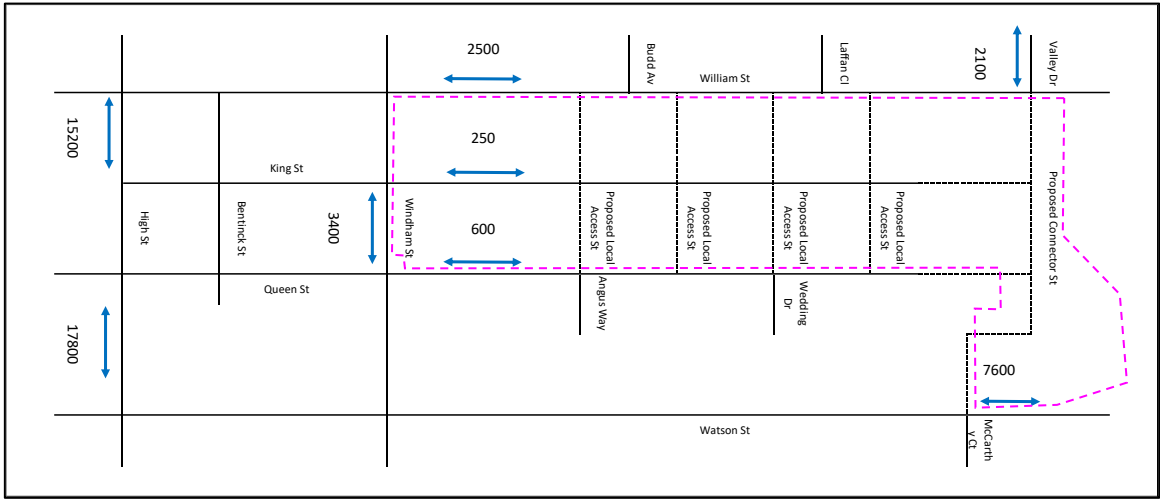 2500
Budd Av
William St
Laffan Cl
2100
Valley Dr
15200
250
King St
High St
Bentinck St
3400
Windham St
600
Proposed Local
Access St
Proposed Local
Access St
Proposed Local
Access St
Proposed Local
Access St
Proposed Connector St
Queen St
17800
Angus Way
Wedding
Dr
7600
Watson St
McCarth
y Ct